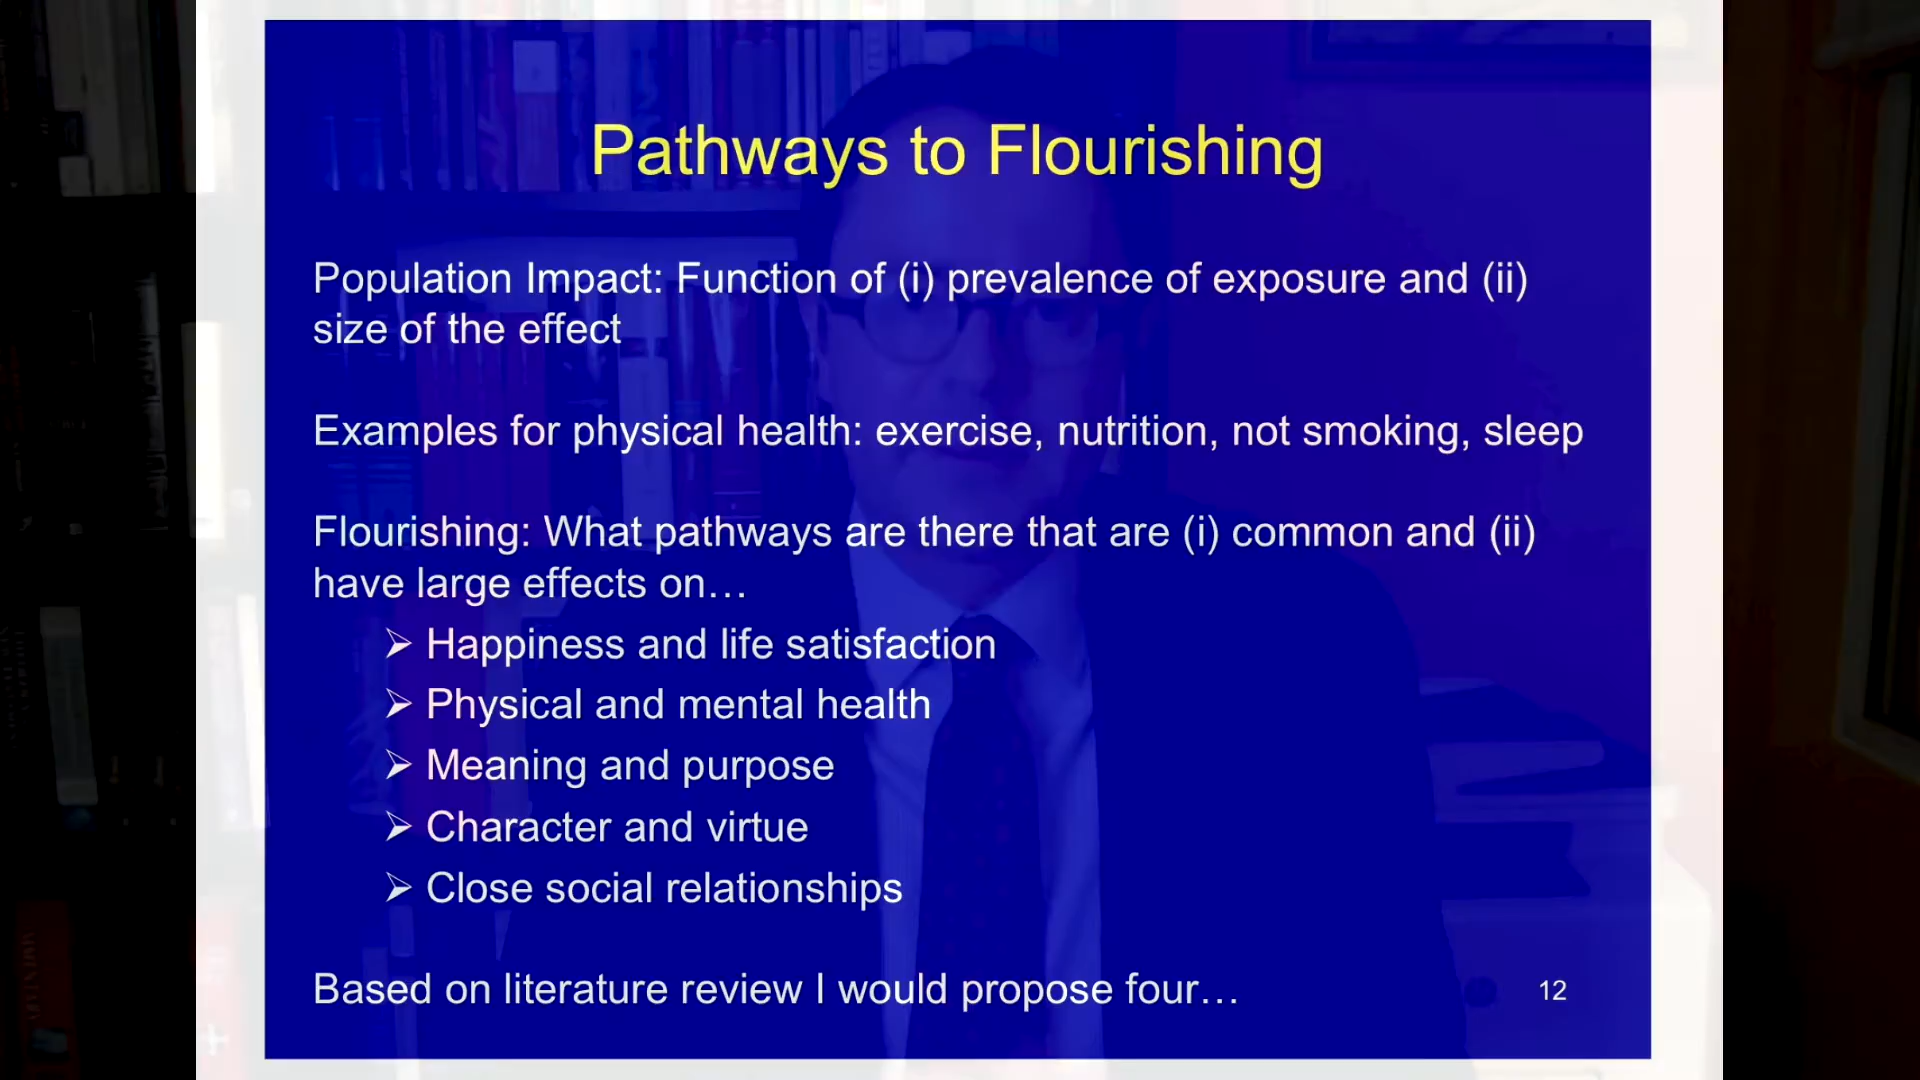 Pathways to Flourishing
Population Impact: Function of (i) prevalence of exposure and (ii)
size of the effect
Examples for physical health: exercise, nutrition, not smoking, sleep
Flourishing: What pathways are there that are (i) common and (ii)
have large effects on…
➢ Happiness and life satisfaction
➢ Physical and mental health
➢ Meaning and purpose
➢ Character and virtue
➢ Close social relationships
Based on literature review I would propose four…
12